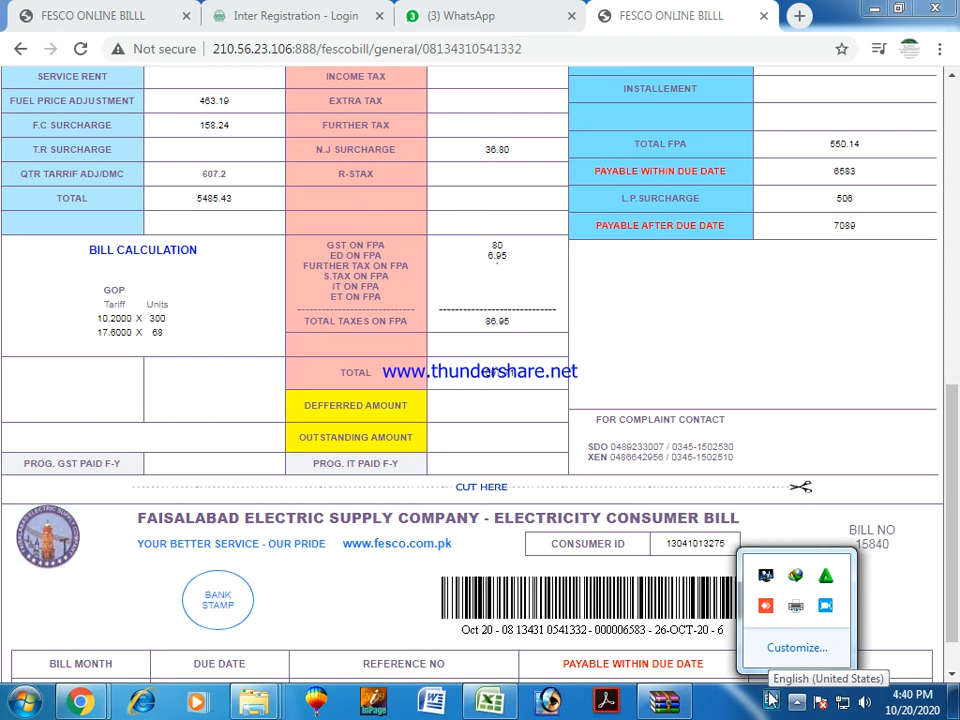 FESCO ONLINE BILLL
Inter Registration - Login
(3) WhatsApp
FESCO ONLINE BILLL
Not secure | 210.56.23.106:888/fescobill/general/08134310541332
SERVICE RENT
INCOME TAX
INSTALLEMENT
FUEL PRICE ADJUSTMENT 463.19
EXTRA TAX
F.C SURCHARGE 158.24
FURTHER TAX
T.R SURCHARGE
N.J SURCHARGE 36.80
TOTAL FPA 550.14
QTR TARRIF ADJ/DMC 607.2
R-STAX
PAYABLE WITHIN DUE DATE 6583
TOTAL 5485.43
L.P.SURCHARGE 506
PAYABLE AFTER DUE DATE 7089
BILL CALCULATION
GOP
Tariff Units
10.2000 X 300
17.6000 X 68
GST ON FPA 80
ED ON FPA 6.95
FURTHER TAX ON FPA
S.TAX ON FPA
IT ON FPA
ET ON FPA
TOTAL TAXES ON FPA 86.95
TOTAL
www.thundershare.net
DEFFERRED AMOUNT
OUTSTANDING AMOUNT
PROG. GST PAID F-Y
PROG. IT PAID F-Y
FOR COMPLAINT CONTACT
SDO 0489233007 / 0345-1502530
XEN 0486642956 / 0345-1502510
CUT HERE
FAISALABAD ELECTRIC SUPPLY COMPANY - ELECTRICITY CONSUMER BILL
YOUR BETTER SERVICE - OUR PRIDE www.fesco.com.pk
CONSUMER ID 13041013275
BILL NO
15840
BANK
STAMP
Oct 20 - 08 13431 0541332 - 000006583 - 26-OCT-20 - 6
BILL MONTH
DUE DATE
REFERENCE NO
PAYABLE WITHIN DUE DATE
Customize...
English (United States)
InPage
4:40 PM
10/20/2020